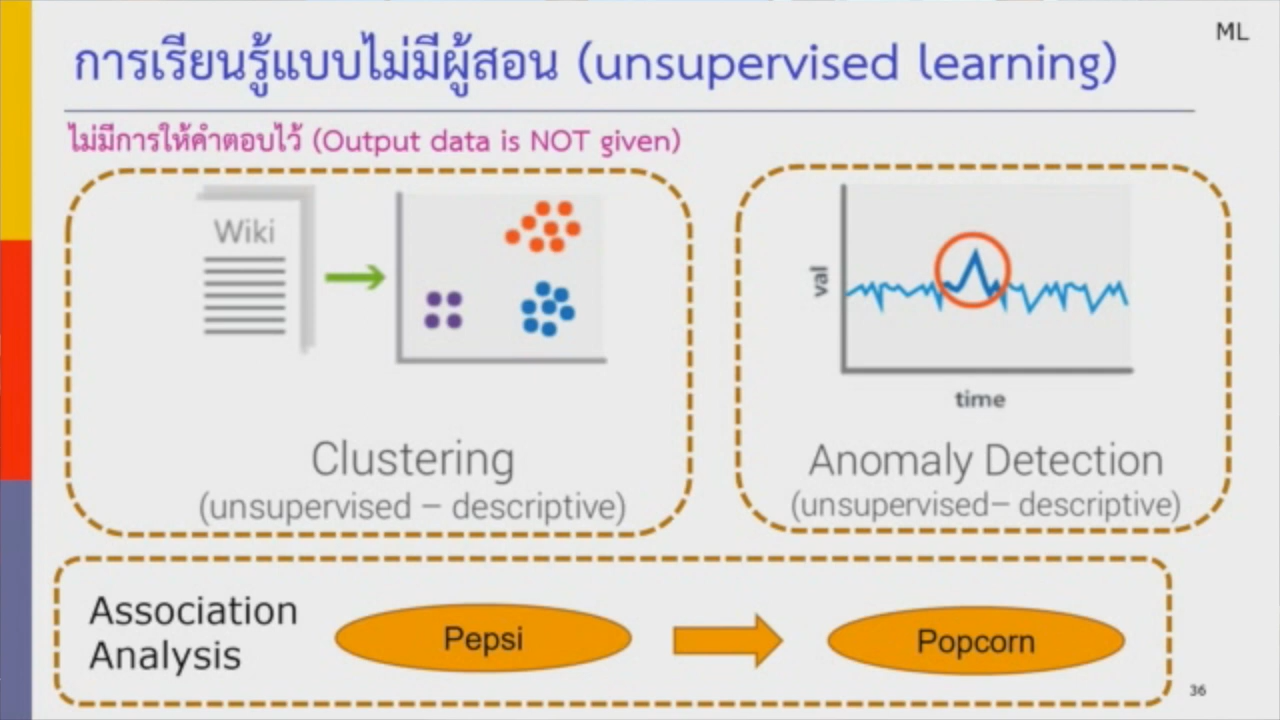 ML
การเรียนรู้แบบไม่มีผู้สอน (unsupervised learning)
ไม่มีการให้คำตอบไว้ (Output data is NOT given)
Wiki
Clustering
(unsupervised – descriptive)
val
time
Anomaly Detection
(unsupervised– descriptive)
Association
Analysis
Pepsi
Popcorn
36